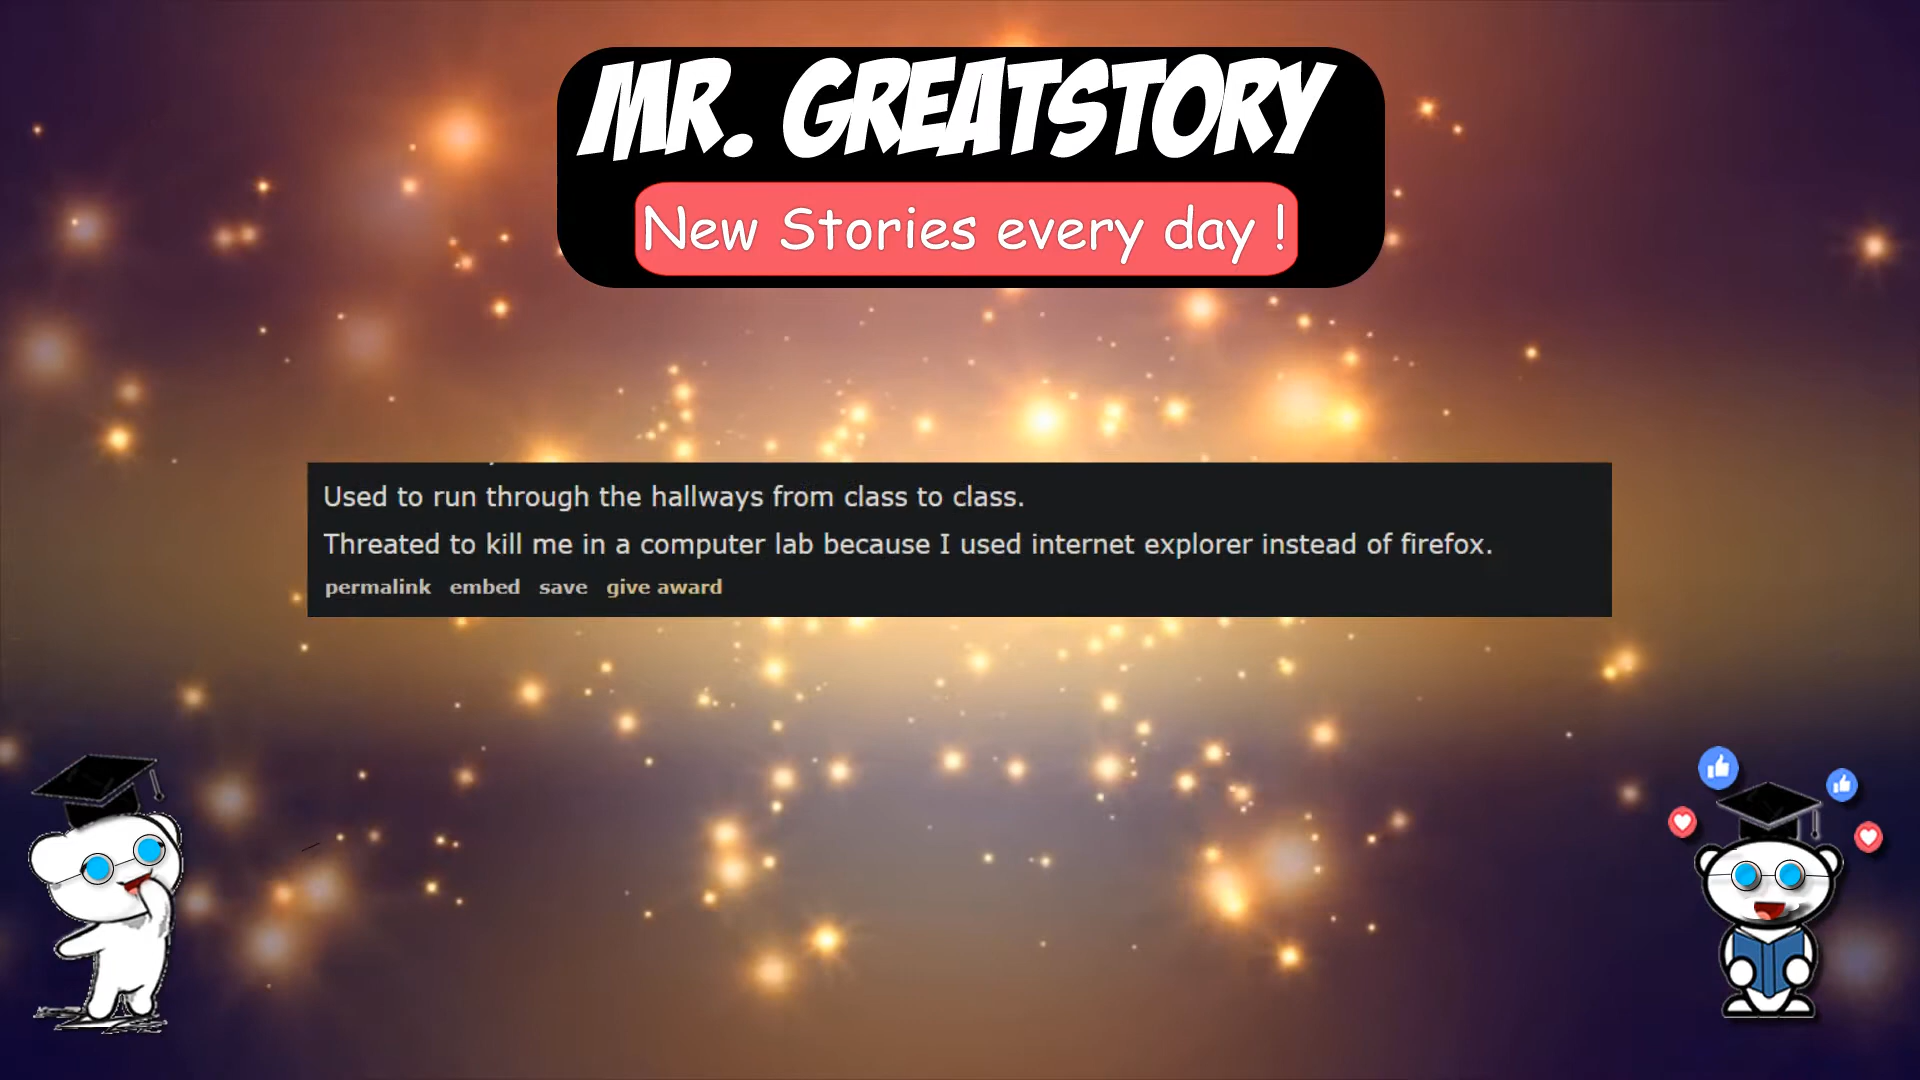 MR. GREATSTORY
New Stories every day !
Used to run through the hallways from class to class.
Threated to kill me in a computer lab because I used internet explorer instead of firefox.
permalink embed save give award